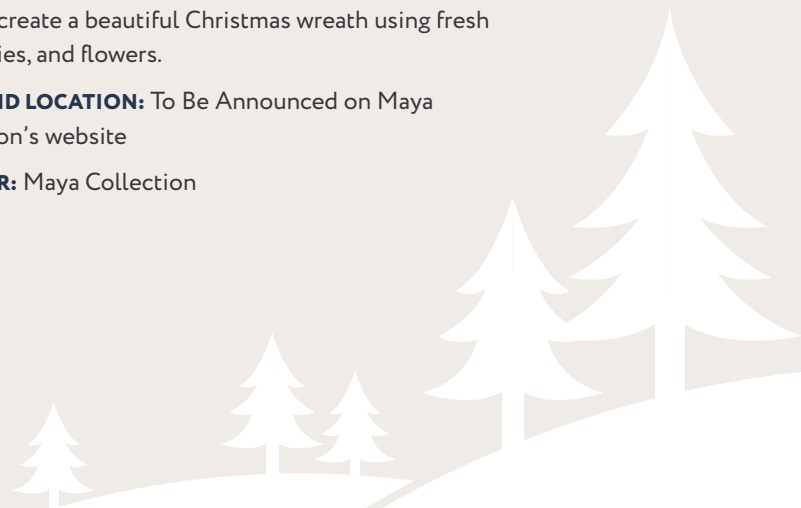 create a beautiful Christmas wreath using fresh
ies, and flowers.
ND LOCATION: To Be Announced on Maya
on's website
R: Maya Collection